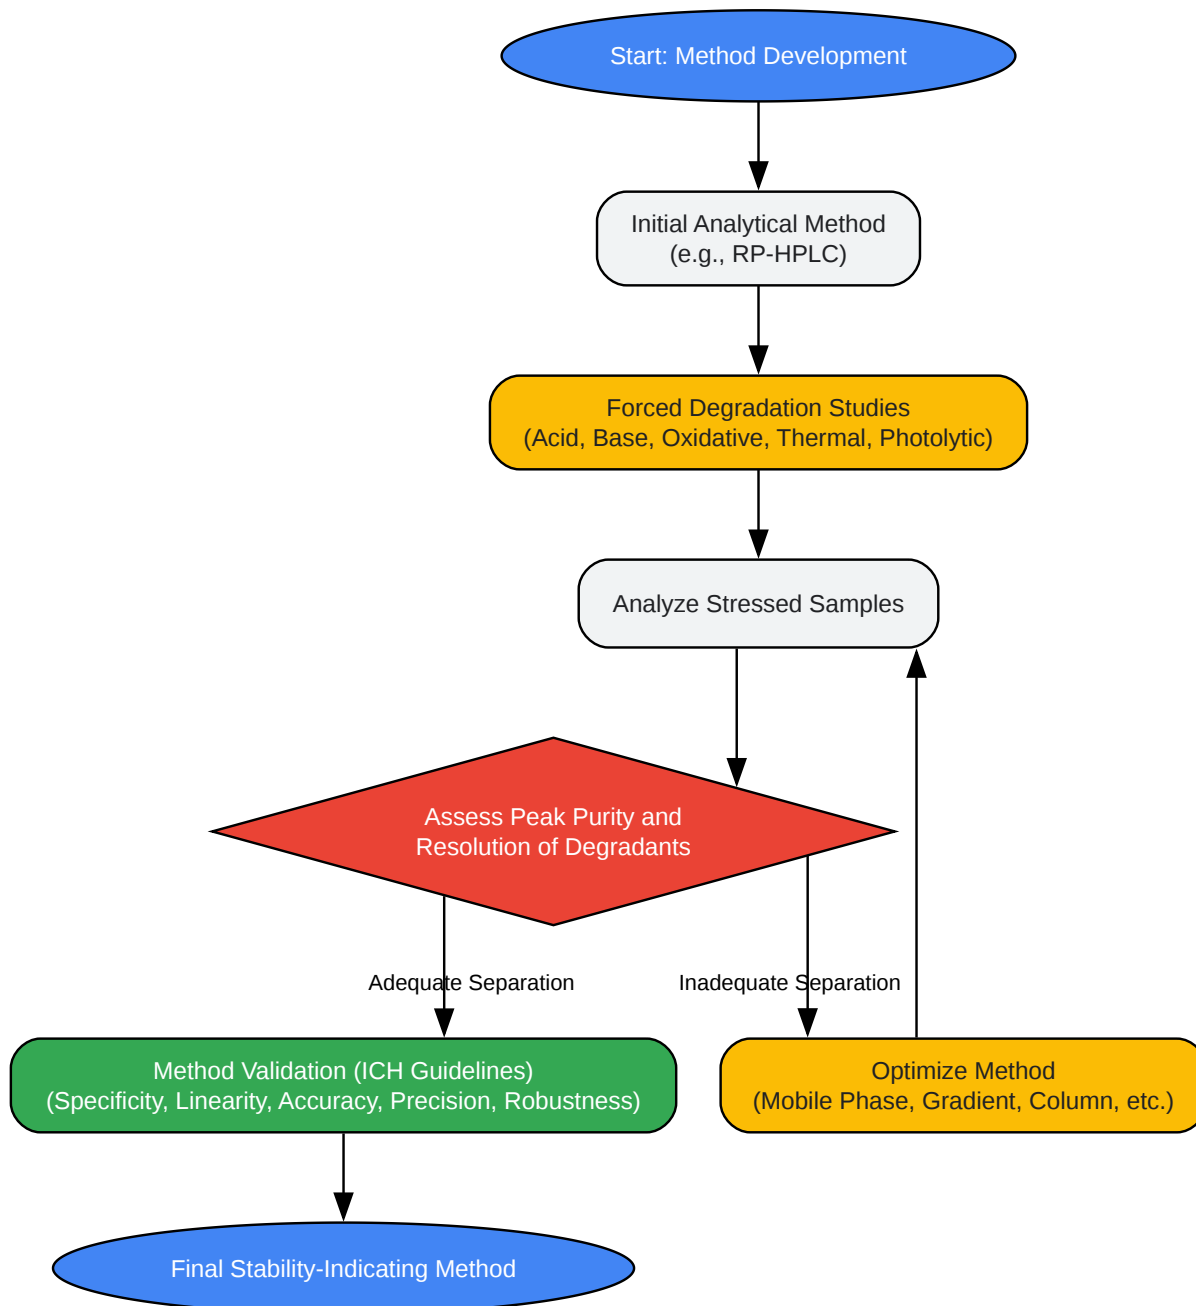 Start: Method Development
Initial Analytical Method
(e.g., RP-HPLC)
Forced Degradation Studies
(Acid, Base, Oxidative, Thermal, Photolytic)
Analyze Stressed Samples
Assess Peak Purity and
Resolution of Degradants
Adequate Separation
Inadequate Separation
Method Validation (ICH Guidelines)
(Specificity, Linearity, Accuracy, Precision, Robustness)
Optimize Method
(Mobile Phase, Gradient, Column, etc.)
Final Stability-Indicating Method